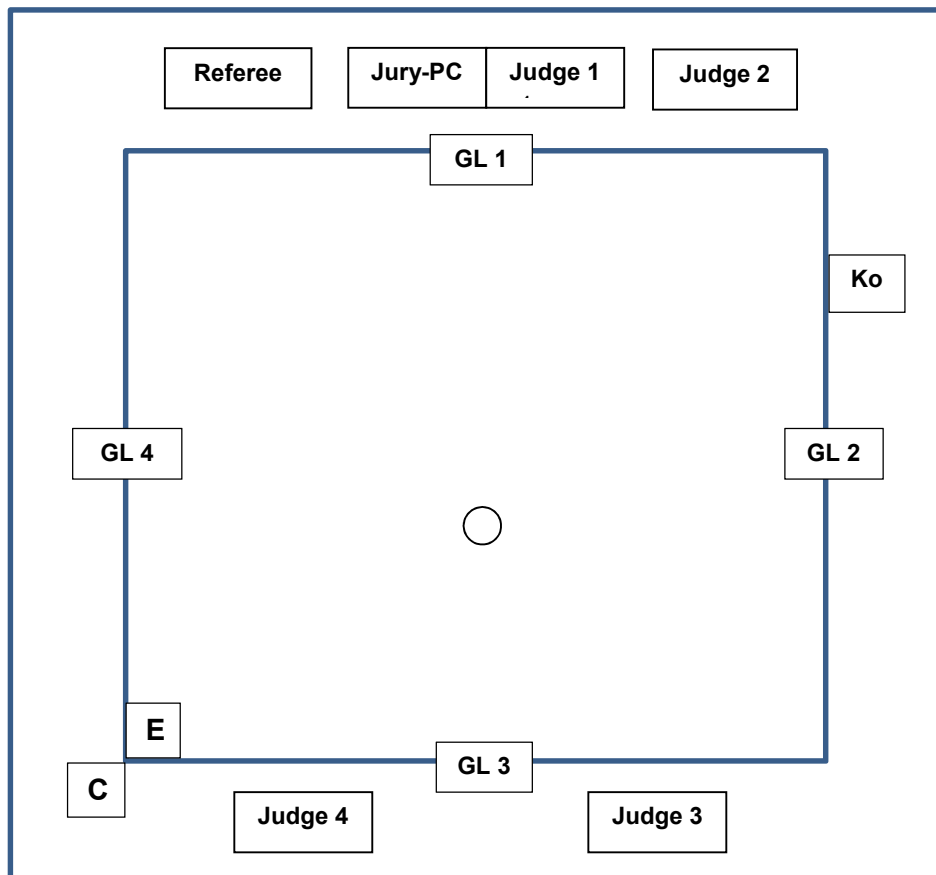 Referee
Jury-PC
Judge 1
.
Judge 2
GL 1
Ko
GL 4
GL 2
E
GL 3
C
Judge 4
Judge 3